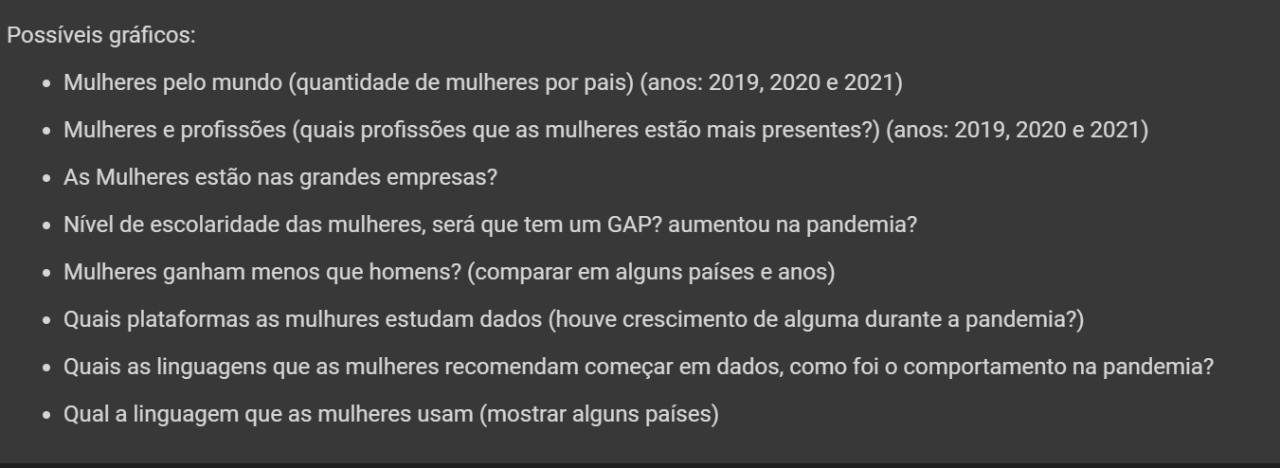 Possíveis gráficos:
• Mulheres pelo mundo (quantidade de mulheres por pais) (anos: 2019, 2020 e 2021)
• Mulheres e profissões (quais profissões que as mulheres estão mais presentes?) (anos: 2019, 2020 e 2021)
• As Mulheres estão nas grandes empresas?
• Nível de escolaridade das mulheres, será que tem um GAP? aumentou na pandemia?
• Mulheres ganham menos que homens? (comparar em alguns países e anos)
• Quais plataformas as mulhures estudam dados (houve crescimento de alguma durante a pandemia?)
• Quais as linguagens que as mulheres recomendam começar em dados, como foi o comportamento na pandemia?
• Qual a linguagem que as mulheres usam (mostrar alguns países)